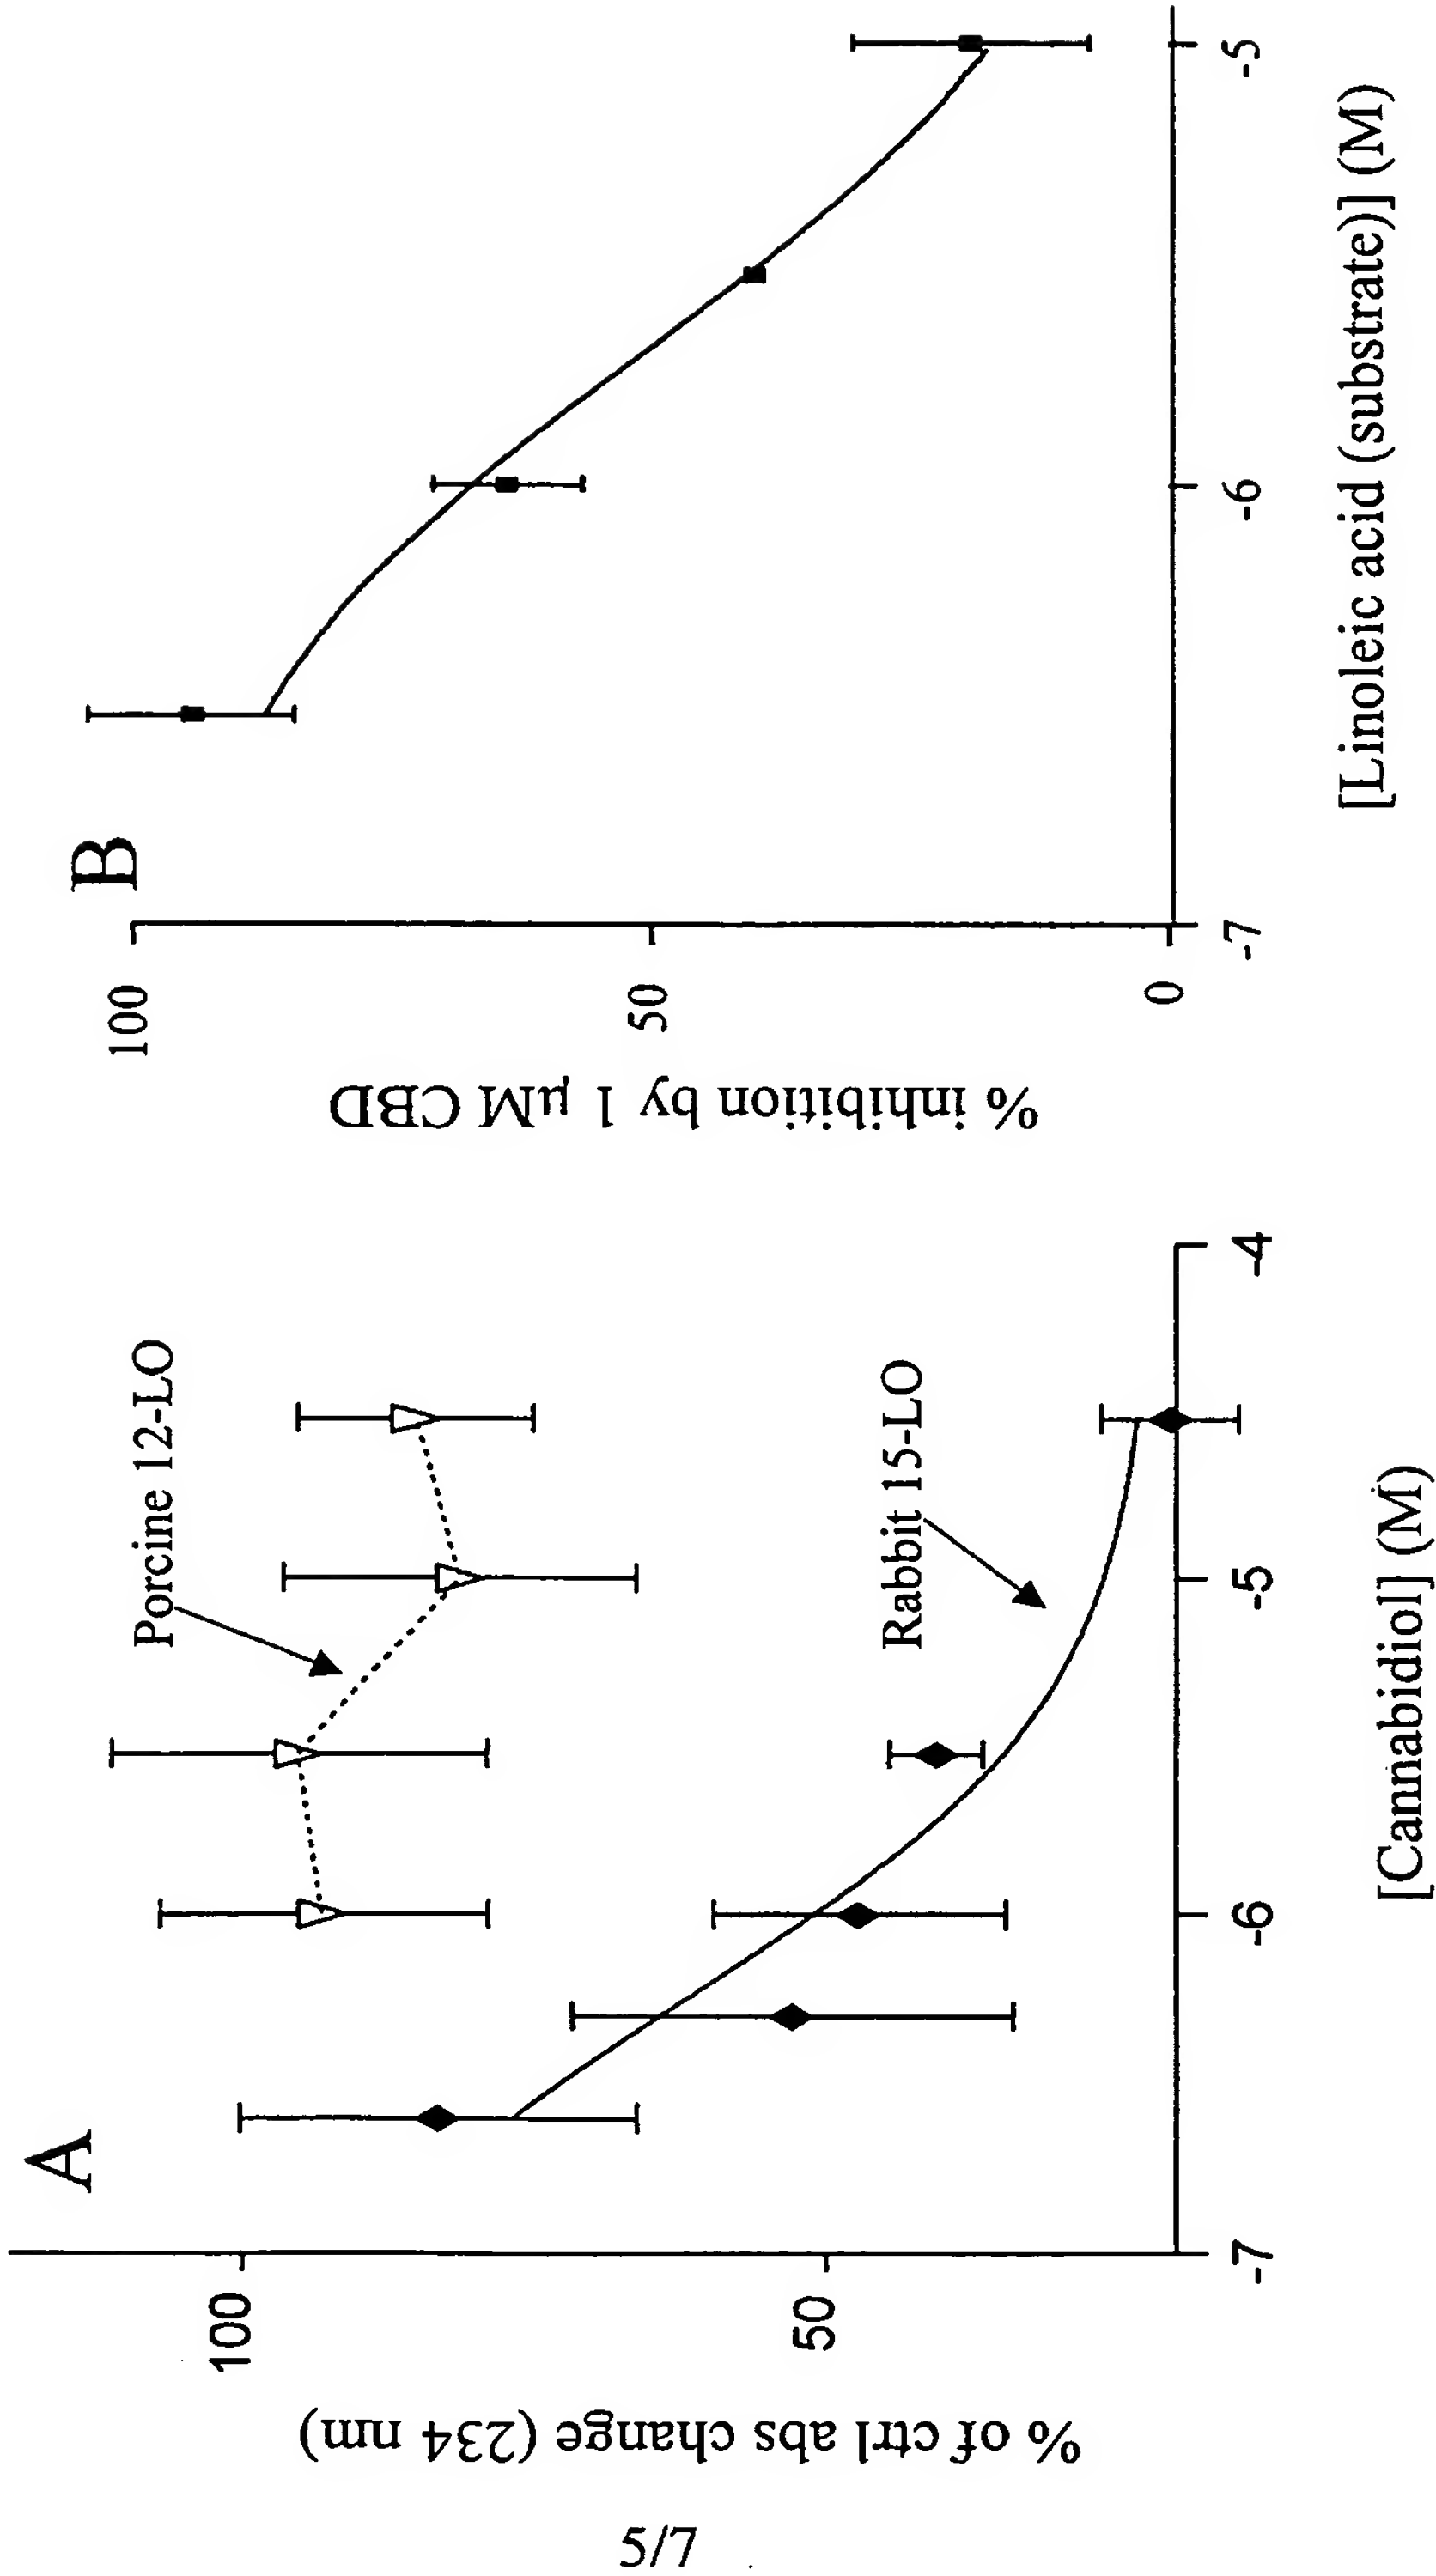 5/7
A
% of ctrl abs change (234 nm)
100
50
Porcine 12-LO
Rabbit 15-LO
-7
-6
-5
-4
[Cannabidiol] (M)
B
% inhibition by 1 µM CBD
100
50
0
-7
-6
-5
[Linoleic acid (substrate)] (M)